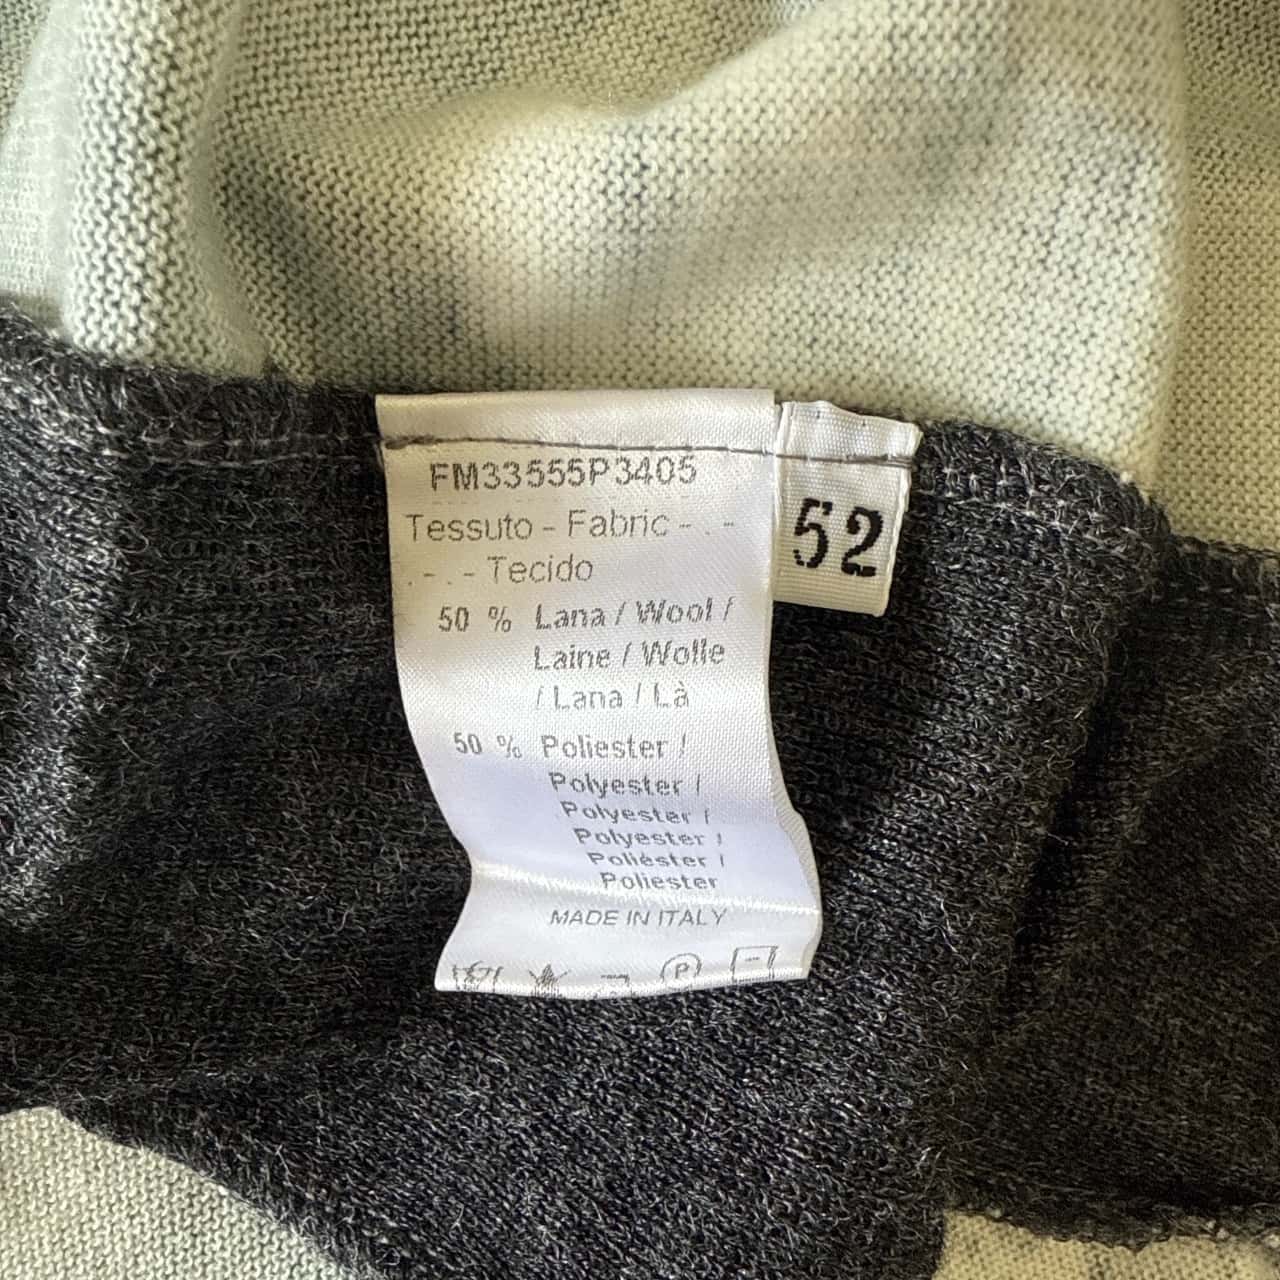 FM33555P3405
Tessuto - Fabric - . -
. - . - Tecido
50 % Lana / Wool /
Laine / Wolle
/ Lana / Là
50 % Poliester /
Polyester /
Polyester /
Polyester /
Poliéster /
Poliester
MADE IN ITALY
P
52